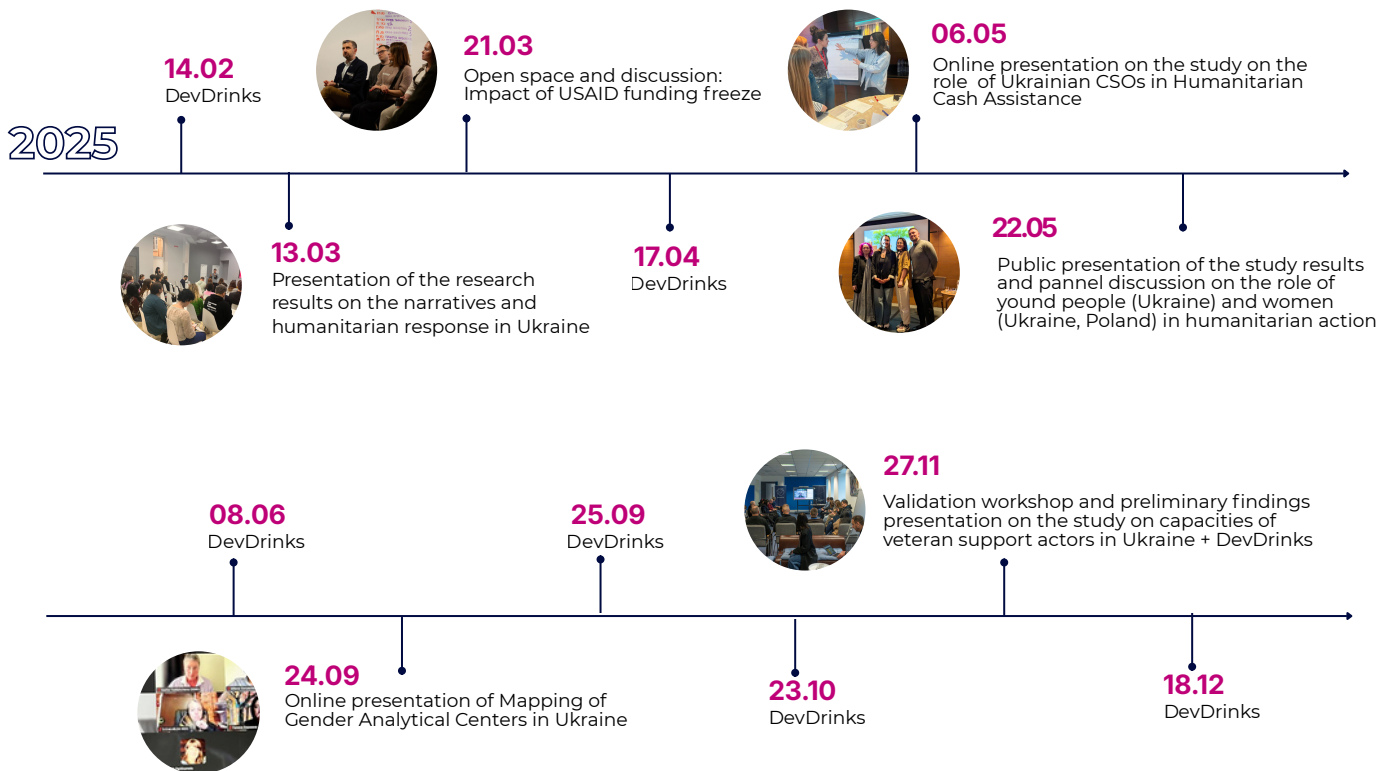 2025
14.02
DevDrinks
21.03
Open space and discussion:
Impact of USAID funding freeze
06.05
Online presentation on the study on the
role of Ukrainian CSOs in Humanitarian
Cash Assistance
13.03
Presentation of the research
results on the narratives and
humanitarian response in Ukraine
17.04
DevDrinks
22.05
Public presentation of the study results
and pannel discussion on the role of
yound people (Ukraine) and women
(Ukraine, Poland) in humanitarian action
08.06
DevDrinks
25.09
DevDrinks
27.11
Validation workshop and preliminary findings
presentation on the study on capacities of
veteran support actors in Ukraine + DevDrinks
24.09
Online presentation of Mapping of
Gender Analytical Centers in Ukraine
23.10
DevDrinks
18.12
DevDrinks